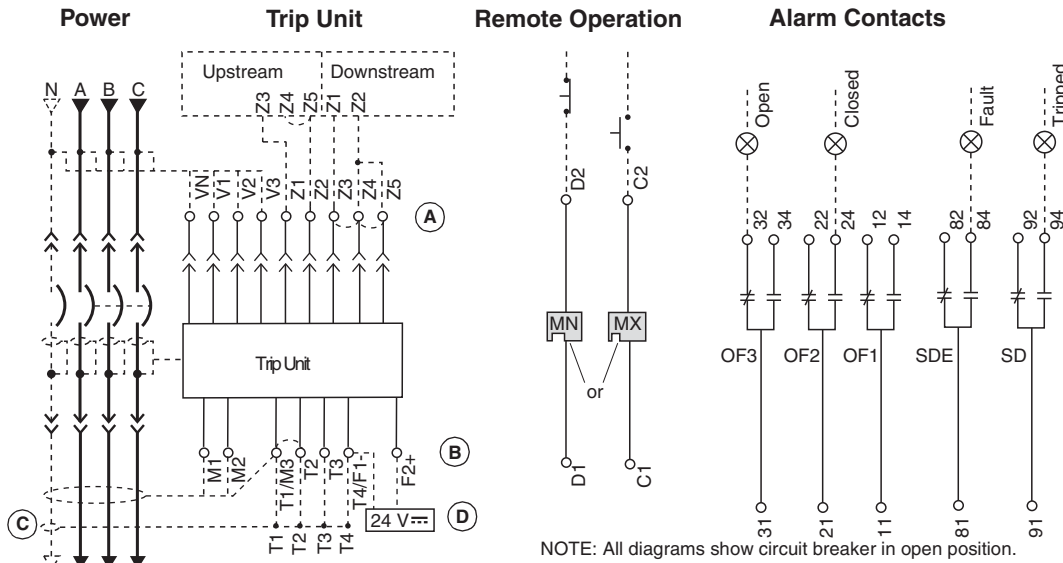 Power
Trip Unit
Remote Operation
Alarm Contacts
Upstream
Downstream
N A B C
Z3 Z4 Z5 Z1 Z2
Open
Closed
Fault
Tripped
VN V1 V2 V3 Z1 Z2 Z3 Z4 Z5
A
D2
C2
32 34 22 24 12 14 82 84 92 94
MN
MX
or
Trip Unit
OF3 OF2 OF1 SDE SD
M1 M2 T1/M3 T2 T3 T4/F1- F2+
B
D1
C1
C
24 V
D
T1 T2 T3 T4
31 21 11 81 91
NOTE: All diagrams show circuit breaker in open position.